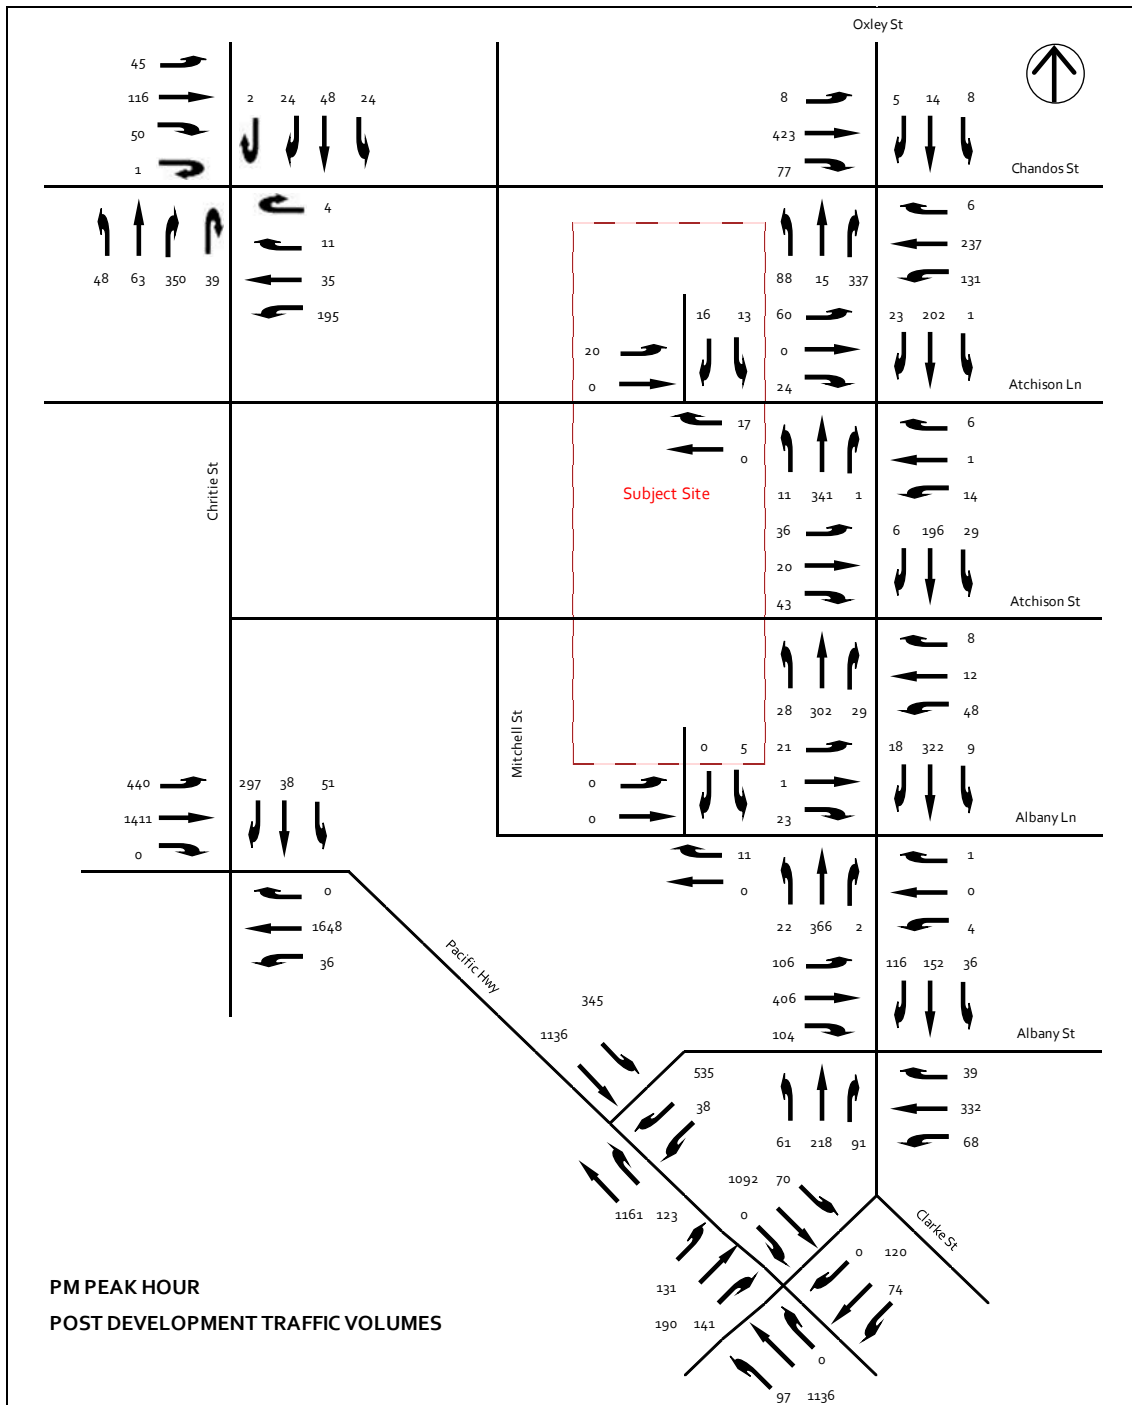 Oxley St
45
116
50
1
2 24 48 24
8
423
77
5 14 8
Chandos St
48 63 350 39
4
11
35
195
88 15 337
6
237
131
20
0
16 13
60
0
24
23 202 1
Atchison Ln
17
0
11 341 1
6
1
14
Chritie St
Subject Site
36
20
43
6 196 29
Atchison St
28 302 29
8
12
48
Mitchell St
440
1411
0
297 38 51
0
0
0 5
21
1
23
18 322 9
Albany Ln
0
1648
36
11
0
22 366 2
1
0
4
Pacific Hwy
106
406
104
116 152 36
Albany St
345
1136
535
38
61 218 91
39
332
68
1161 123
1092 70
0
Clarke St
0 120
74
131
190 141
0
97 1136
PM PEAK HOUR
POST DEVELOPMENT TRAFFIC VOLUMES